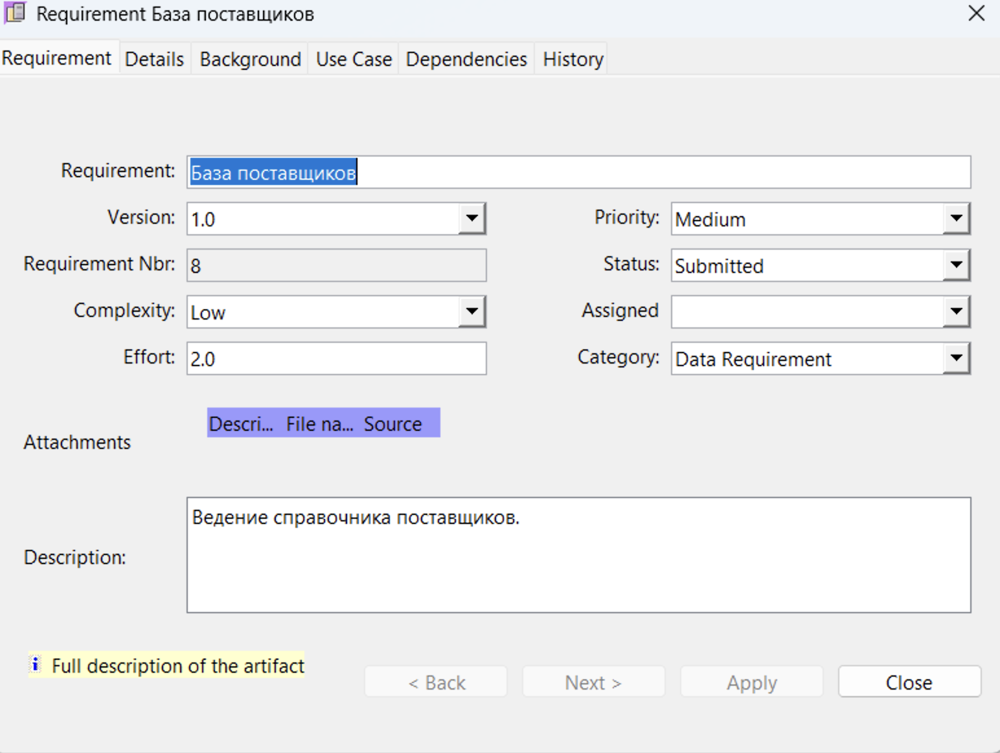 Requirement База поставщиков
Requirement Details Background Use Case Dependencies History
Requirement: База поставщиков
Version: 1.0 Priority: Medium
Requirement Nbr: 8 Status: Submitted
Complexity: Low Assigned
Effort: 2.0 Category: Data Requirement
Descri... File na... Source
Attachments
Ведение справочника поставщиков.
Description:
i Full description of the artifact
< Back Next > Apply Close